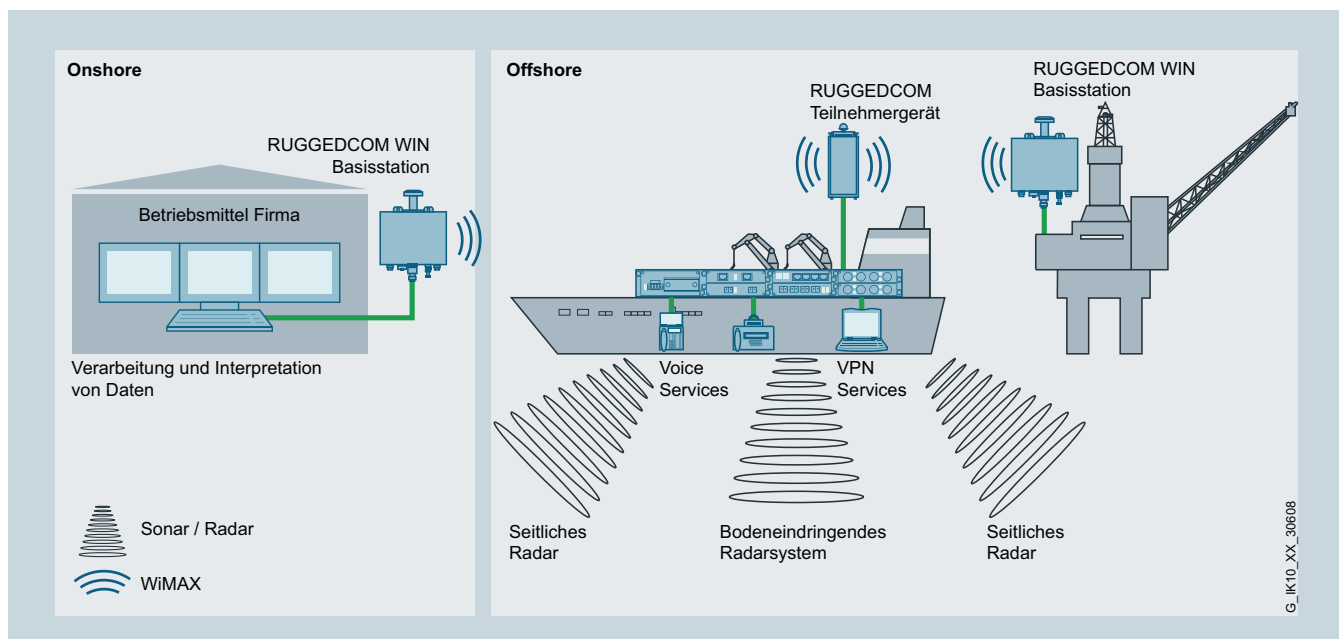 Onshore
RUGGEDCOM WIN
Basisstation
Betriebsmittel Firma
Verarbeitung und Interpretation
von Daten
Sonar / Radar
WiMAX
Offshore
RUGGEDCOM
Teilnehmergerät
RUGGEDCOM WIN
Basisstation
Voice
Services
VPN
Services
Seitliches
Radar
Bodeneindringendes
Radarsystem
Seitliches
Radar
G_IK10_XX_30608